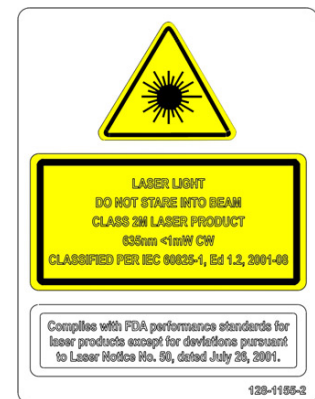 LASER LIGHT
DO NOT STARE INTO BEAM
CLASS 2M LASER PRODUCT
635nm <1mW CW
CLASSIFIED PER IEC 60825-1, Ed 1.2, 2001-08
Complies with FDA performance standards for
laser products except for deviations pursuant
to Laser Notice No. 50, dated July 26, 2001.
128-1155-2